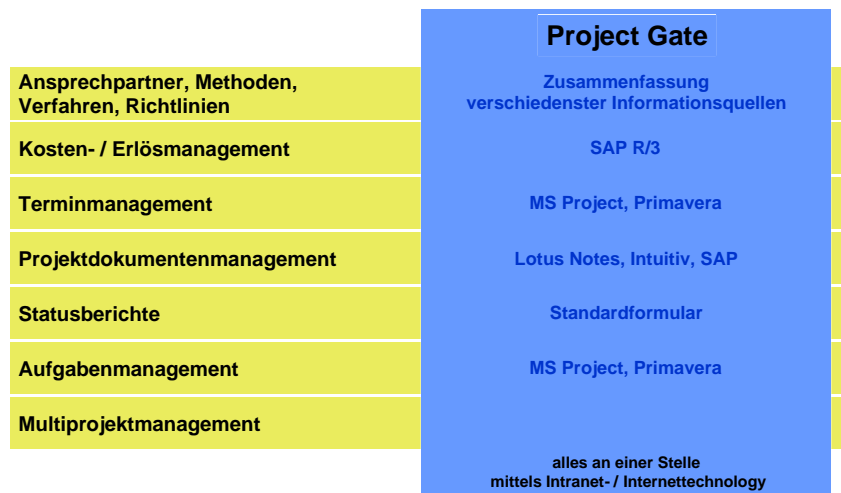 Project Gate
Ansprechpartner, Methoden,
Verfahren, Richtlinien
Zusammenfassung
verschiedenster Informationsquellen
Kosten- / Erlösmanagement
SAP R/3
Terminmanagement
MS Project, Primavera
Projektdokumentenmanagement
Lotus Notes, Intuitiv, SAP
Statusberichte
Standardformular
Aufgabenmanagement
MS Project, Primavera
Multiprojektmanagement
alles an einer Stelle
mittels Intranet- / Internettechnology